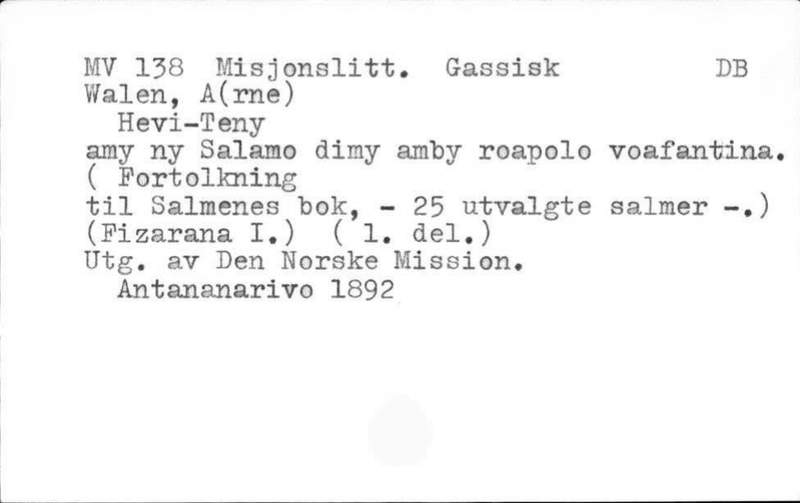 MV 138 Misjonslitt. Gassisk DB
Walen, A(rne)
Hevi-Teny
amy ny Salamo dimy amby roapolo voafantina.
( Fortolkning
til Salmenes bok, - 25 utvalgte salmer -.)
(Fizarana I.) ( 1. del.)
Utg. av Den Norske Mission.
Antananarivo 1892